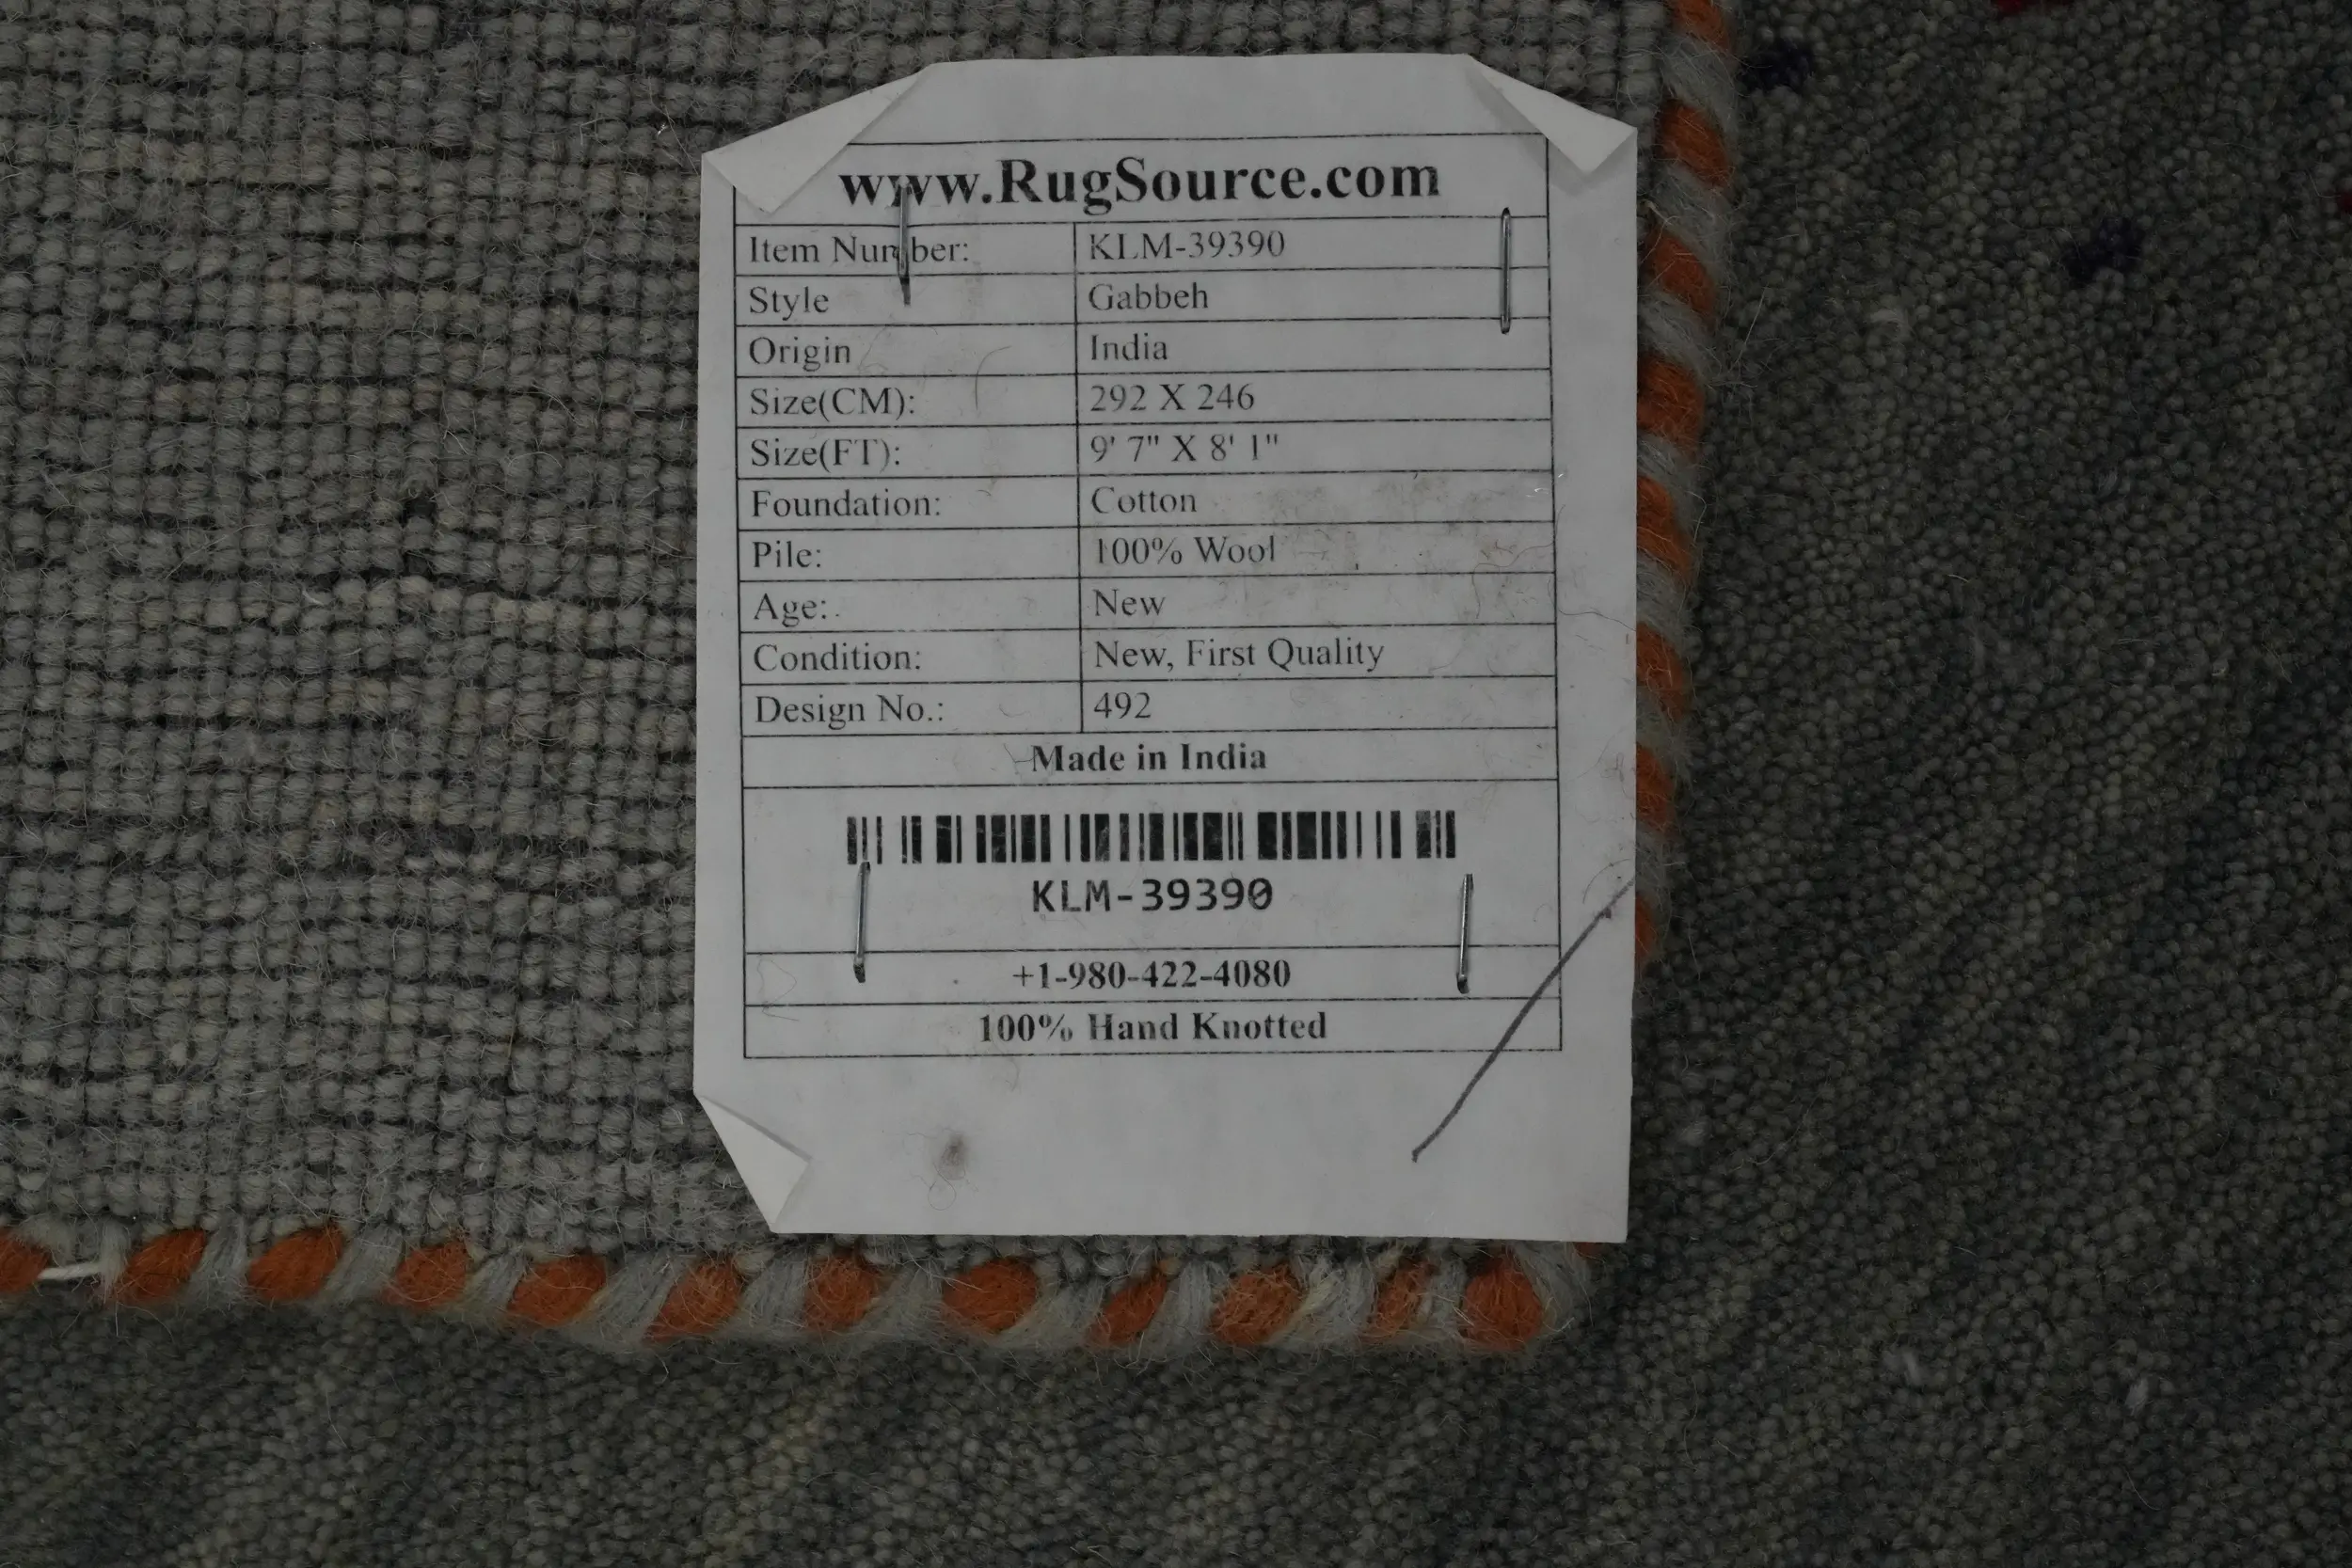 www.RugSource.com
Item Number: KLM-39390
Style Gabbeh
Origin India
Size(CM): 292 X 246
Size(FT): 9' 7" X 8' 1"
Foundation: Cotton
Pile: 100% Wool
Age: New
Condition: New, First Quality
Design No.: 492
Made in India
KLM-39390
+1-980-422-4080
100% Hand Knotted